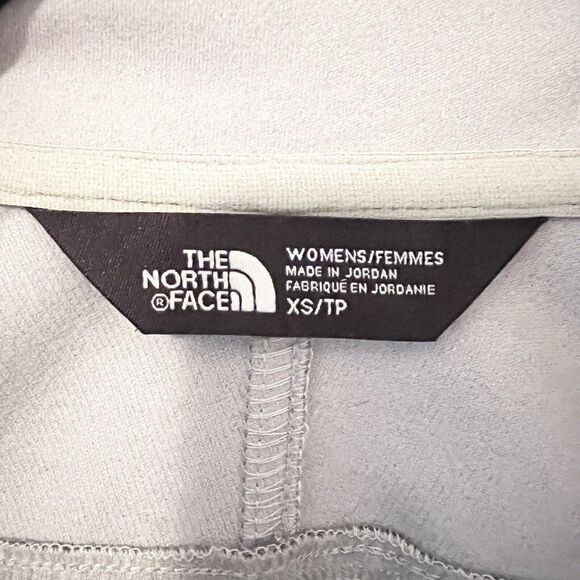 THE
NORTH
®FACE
WOMENS/FEMMES
MADE IN JORDAN
FABRIQUÉ EN JORDANIE
XS/TP